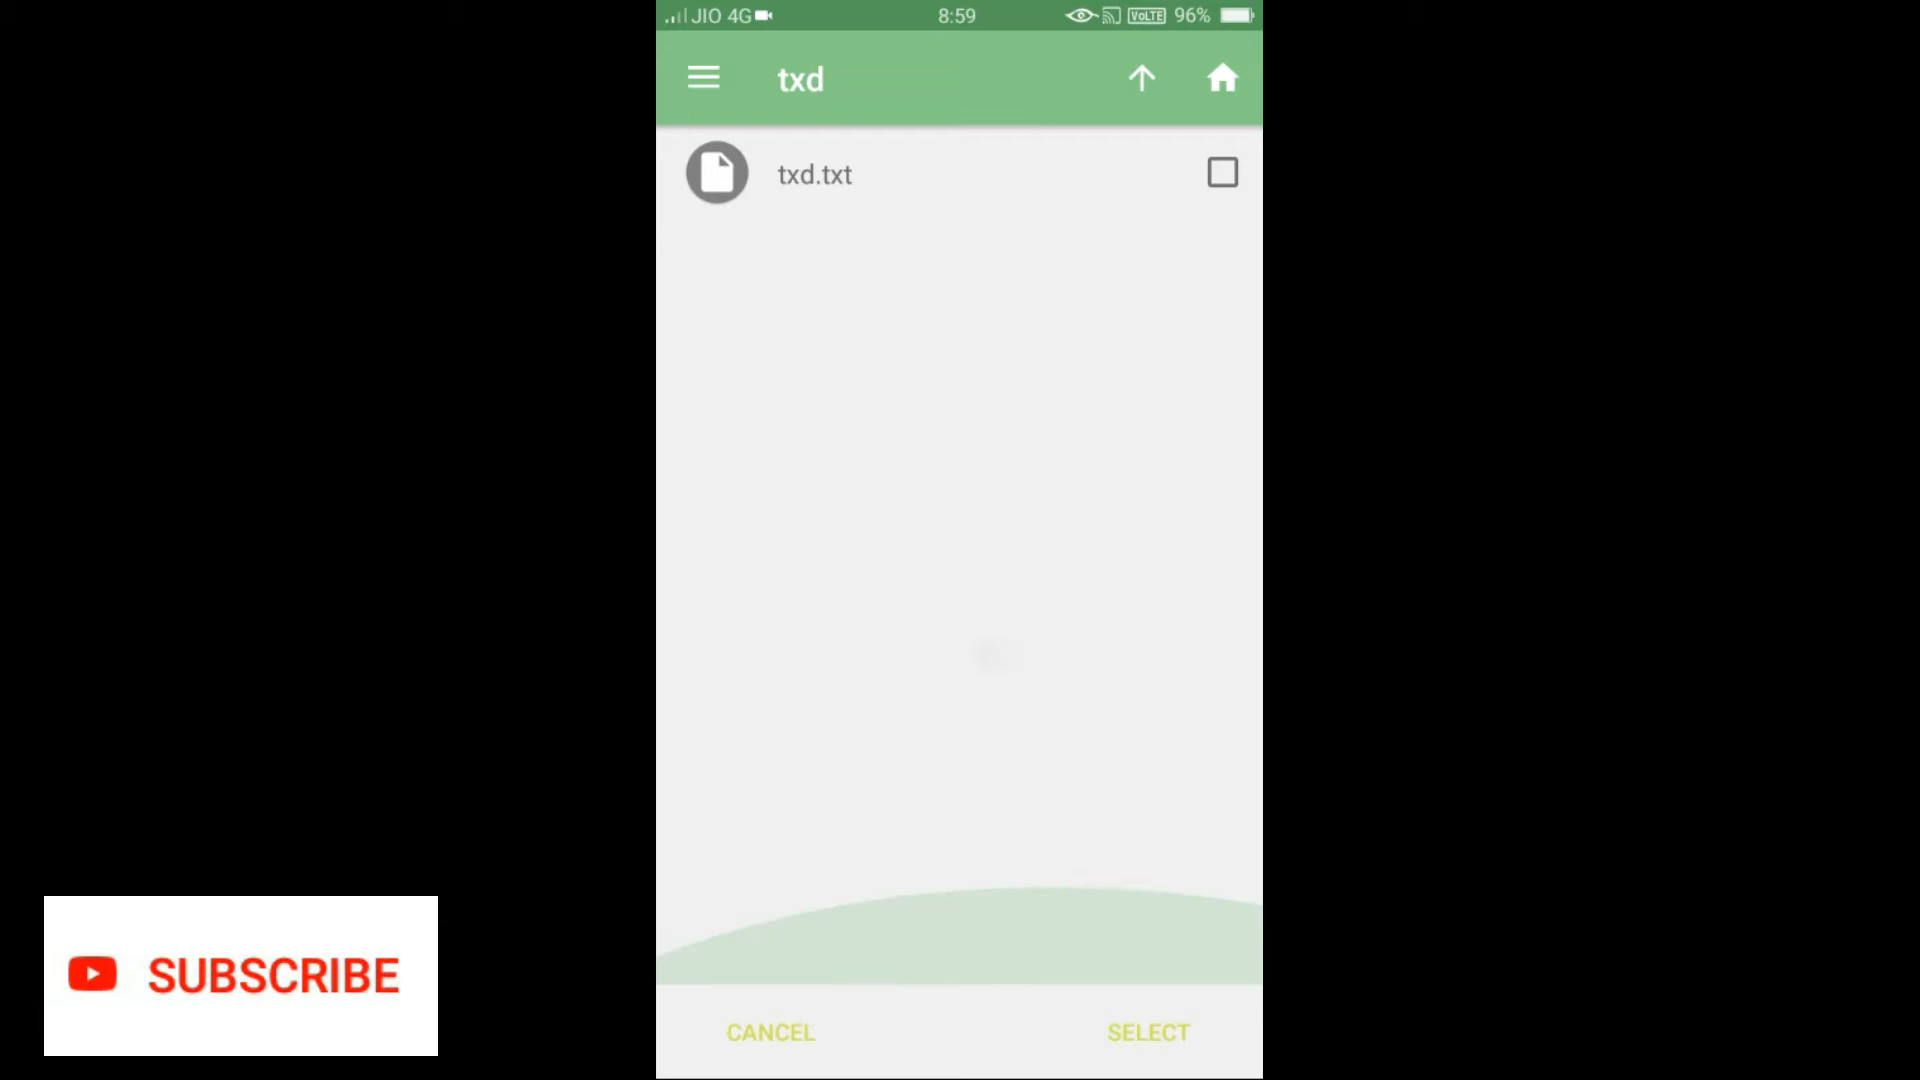 JIO 4G 8:59 VoLTE 96%
txd
txd.txt
SUBSCRIBE
CANCEL SELECT